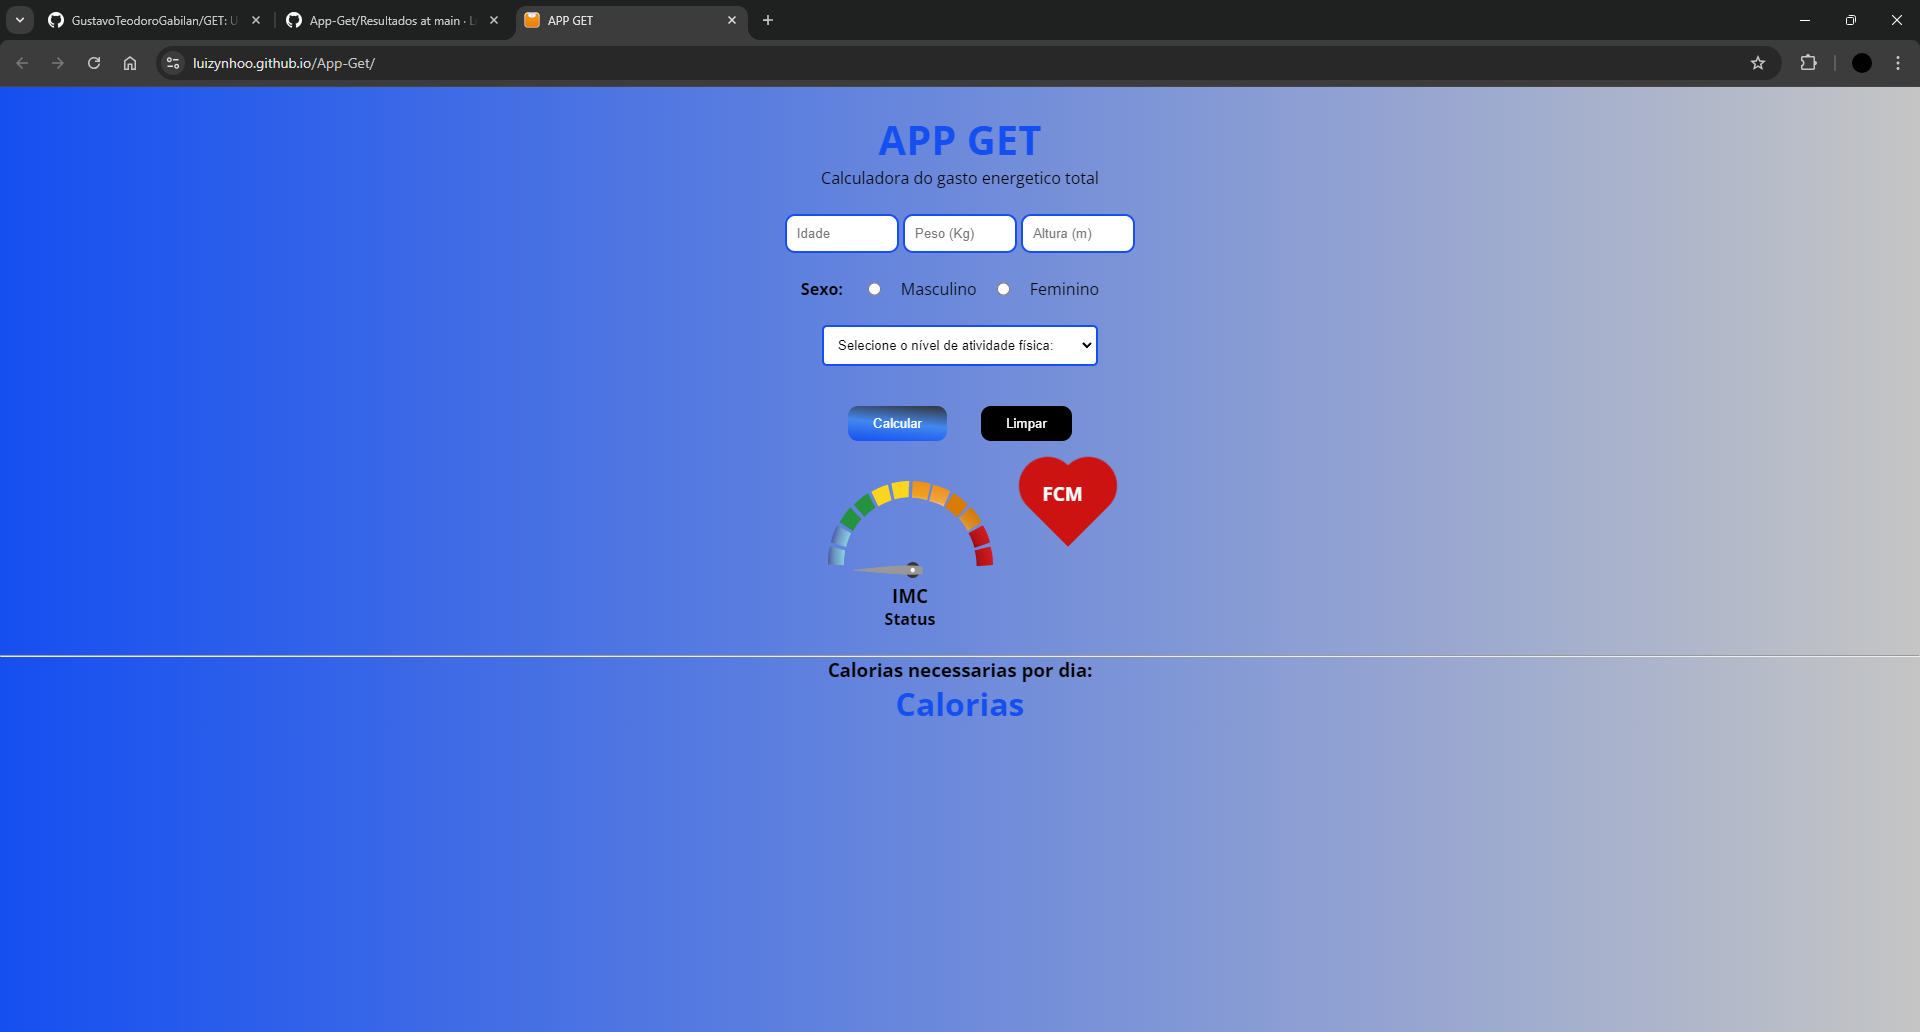 GustavoTeodoroGabilan/GET: U
App-Get/Resultados at main · L
APP GET
luizynhoo.github.io/App-Get/
APP GET
Calculadora do gasto energetico total
Idade
Peso (Kg)
Altura (m)
Sexo: Masculino Feminino
Selecione o nível de atividade física:
Calcular
Limpar
FCM
IMC
Status
Calorias necessarias por dia:
Calorias